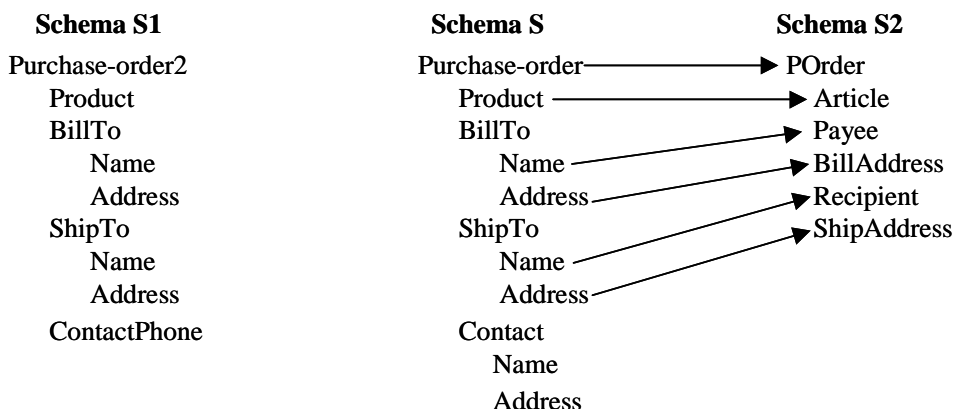 Schema S1 Schema S Schema S2
Purchase-order2 Purchase-order POrder
Product Product Article
BillTo BillTo Payee
Name Name BillAddress
Address Address Recipient
ShipTo ShipTo ShipAddress
Name Name
Address Address
ContactPhone Contact
Name
Address